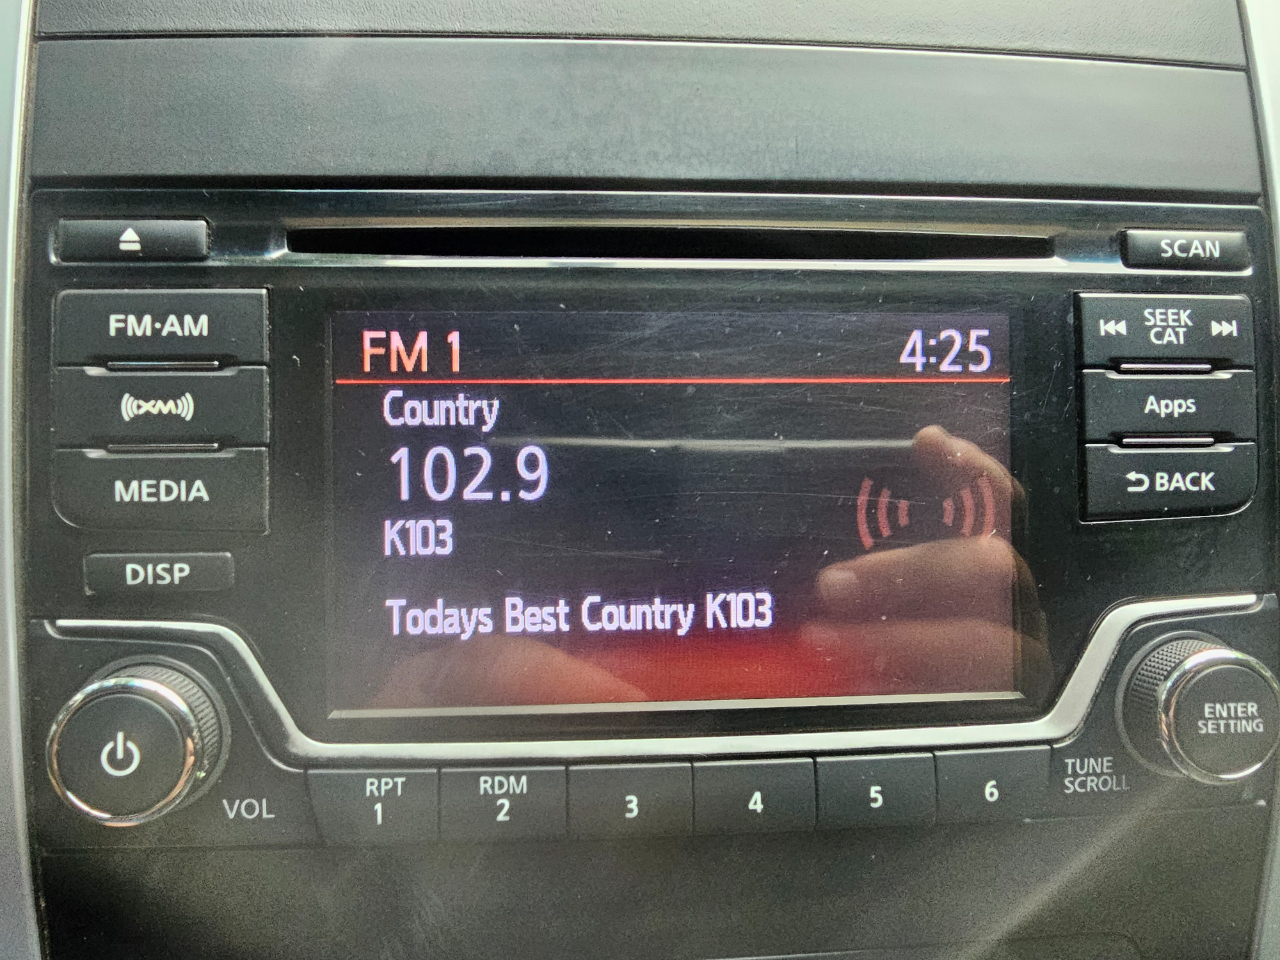 SCAN
FM·AM
SEEK
CAT
FM 1
4:25
Country
XM
Apps
102.9
MEDIA
BACK
K103
DISP
Todays Best Country K103
ENTER
SETTING
VOL
RPT
1
RDM
2
3
4
5
6
TUNE
SCROLL